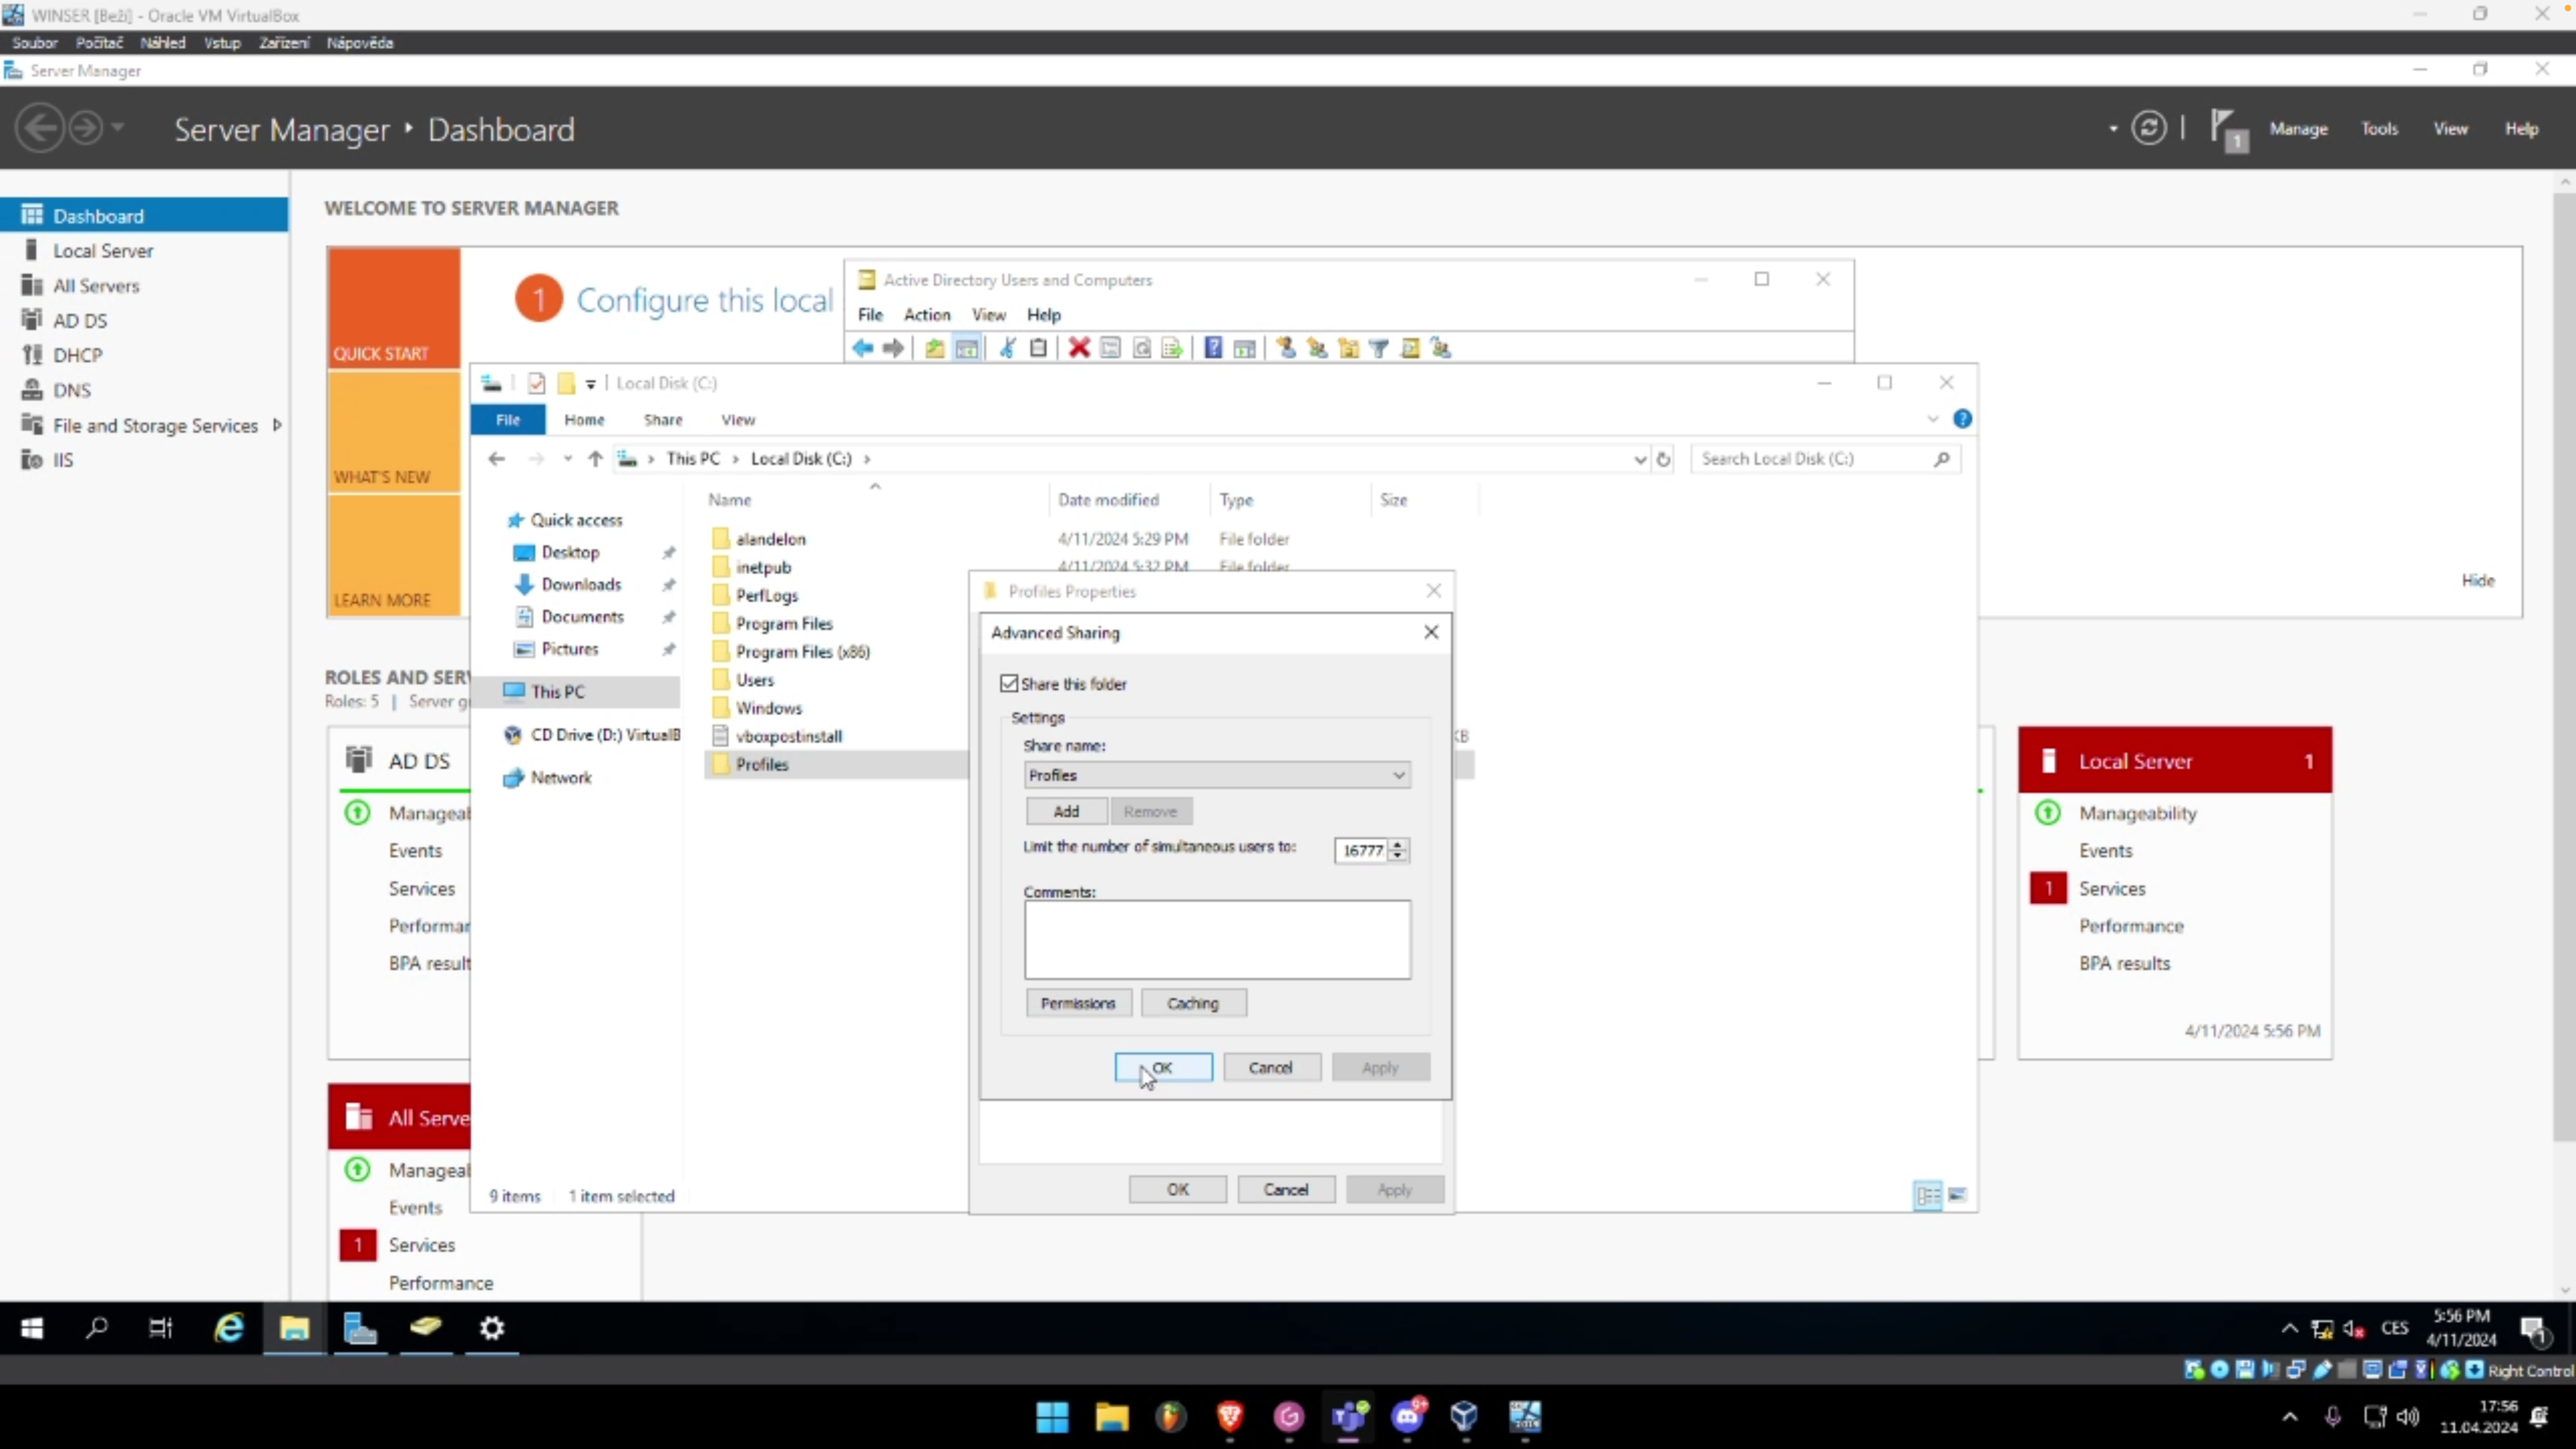 WINSER [Beží] - Oracle VM VirtualBox
Soubor Počítač Náhled Vstup Zařízení Nápověda
Server Manager
Server Manager • Dashboard
1 Manage Tools View Help
Dashboard
Local Server
All Servers
AD DS
DHCP
DNS
File and Storage Services
IIS
WELCOME TO SERVER MANAGER
QUICK START
WHAT'S NEW
LEARN MORE
1 Configure this local
Hide
Active Directory Users and Computers
File Action View Help
Local Disk (C:)
File Home Share View
This PC › Local Disk (C:) ›
Search Local Disk (C:)
Quick access
Desktop
Downloads
Documents
Pictures
This PC
CD Drive (D:) VirtualB
Network
Name Date modified Type Size
alandelon 4/11/2024 5:29 PM File folder
inetpub 4/11/2024 5:32 PM File folder
PerfLogs
Program Files
Program Files (x86)
Users
Windows
vboxpostinstall KB
Profiles
9 items 1 item selected
Profiles Properties
Advanced Sharing
Share this folder
Settings
Share name:
Profiles
Add Remove
Limit the number of simultaneous users to: 16777
Comments:
Permissions Caching
OK Cancel Apply
OK Cancel Apply
ROLES AND SER
Roles: 5 | Server g
AD DS
Manageal
Events
Services
Performar
BPA result
Local Server 1
Manageability
Events
1 Services
Performance
BPA results
4/11/2024 5:56 PM
All Serve
Manageal
Events
1 Services
Performance
CES
5:56 PM
4/11/2024
1
Right Control
9+
17:56
11.04.2024